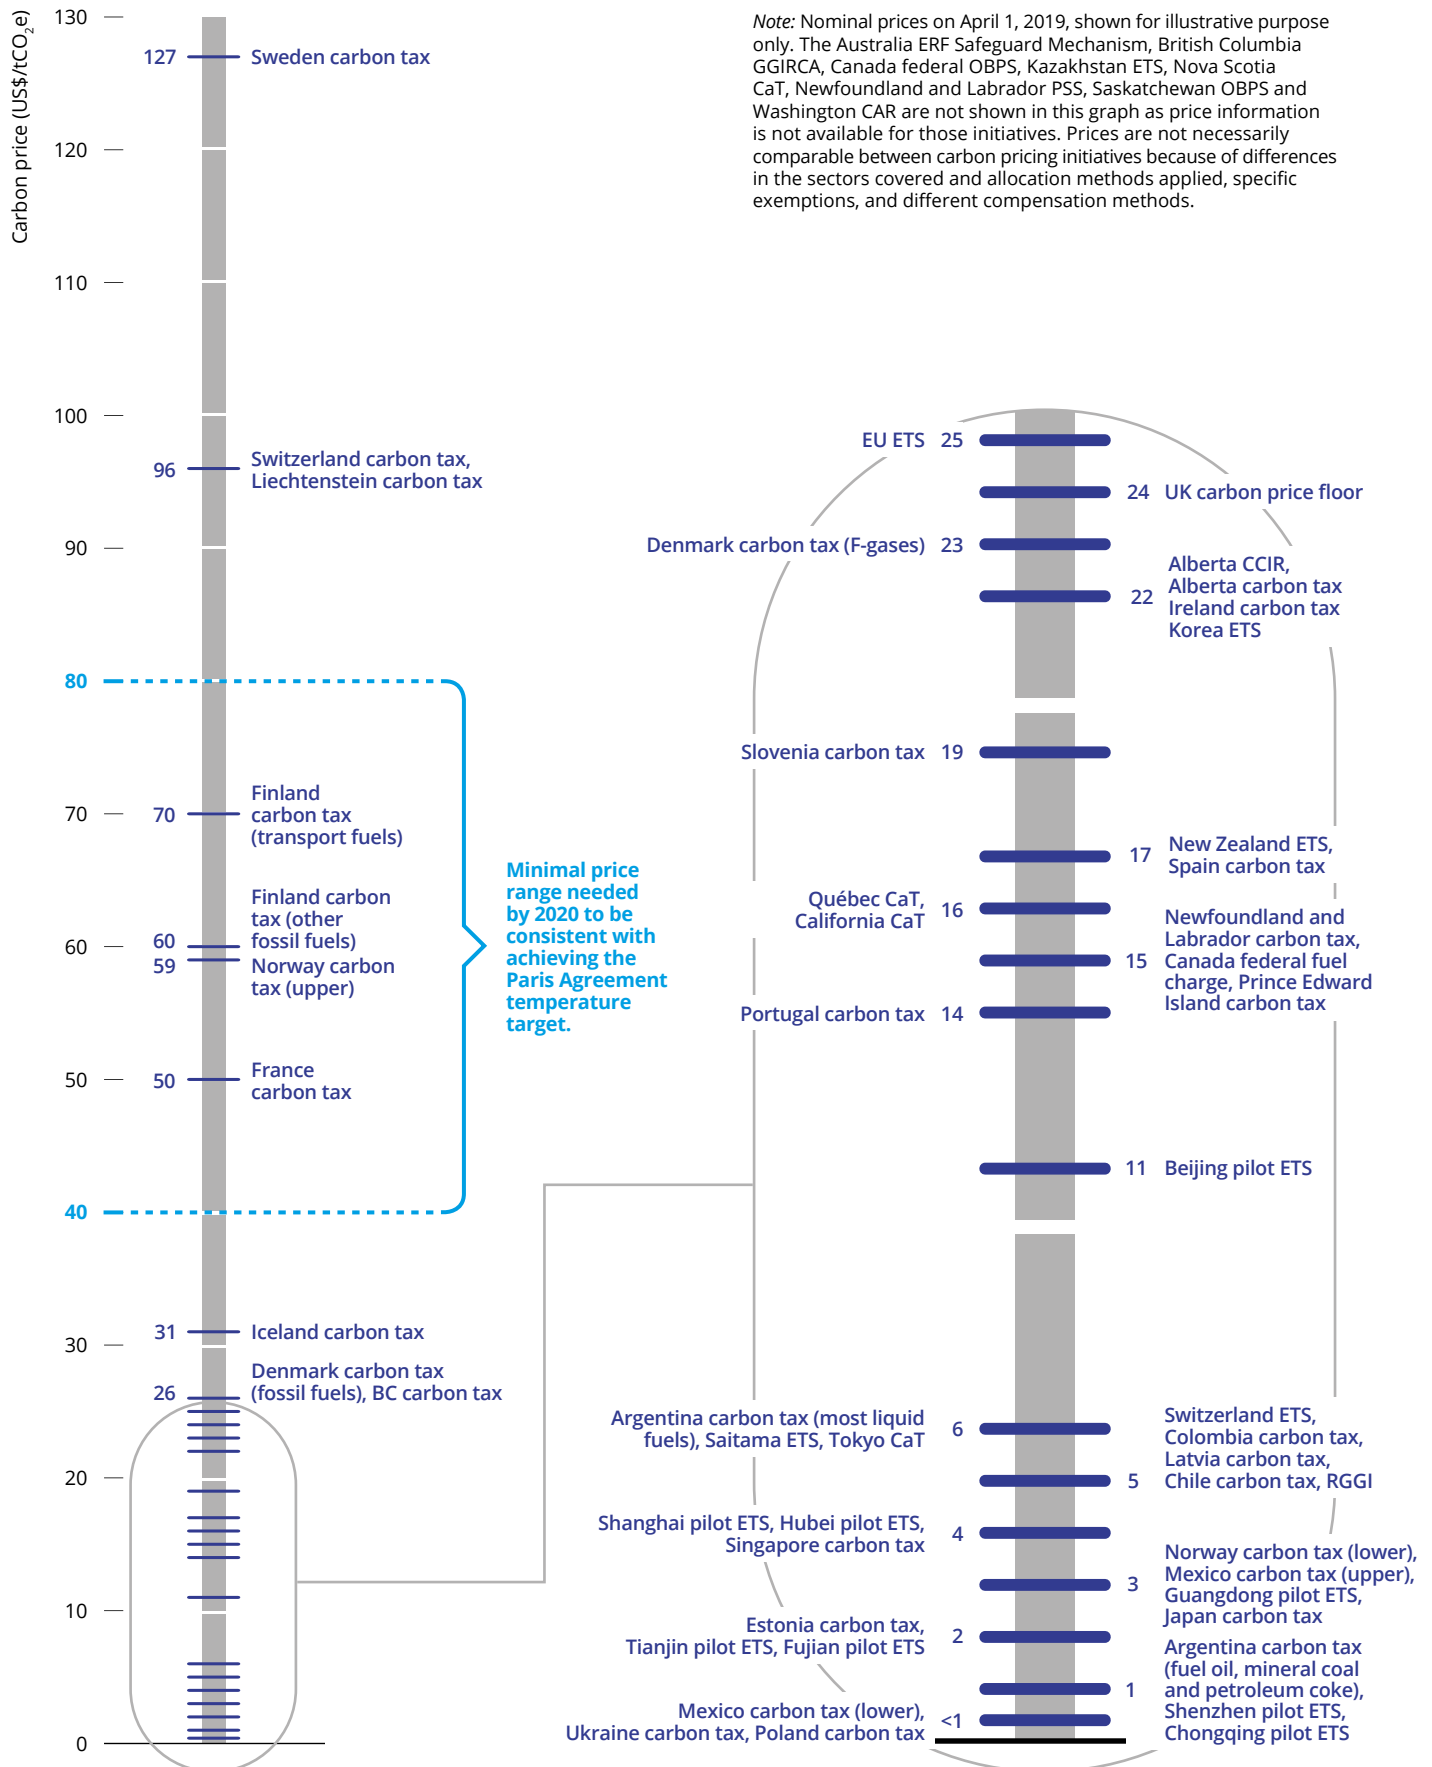 Carbon price (US$/tCO2e)
Note: Nominal prices on April 1, 2019, shown for illustrative purpose
only. The Australia ERF Safeguard Mechanism, British Columbia
GGIRCA, Canada federal OBPS, Kazakhstan ETS, Nova Scotia
CaT, Newfoundland and Labrador PSS, Saskatchewan OBPS and
Washington CAR are not shown in this graph as price information
is not available for those initiatives. Prices are not necessarily
comparable between carbon pricing initiatives because of differences
in the sectors covered and allocation methods applied, specific
exemptions, and different compensation methods.
130
127 Sweden carbon tax
120
110
100
96
Switzerland carbon tax,
Liechtenstein carbon tax
90
80
70
70
Finland
carbon tax
(transport fuels)
60
60
Finland carbon
tax (other
fossil fuels)
59
Norway carbon
tax (upper)
50
50
France
carbon tax
40
Minimal price
range needed
by 2020 to be
consistent with
achieving the
Paris Agreement
temperature
target.
31 Iceland carbon tax
30
26
Denmark carbon tax
(fossil fuels), BC carbon tax
20
10
0
EU ETS 25
24 UK carbon price floor
Denmark carbon tax (F-gases) 23
22
Alberta CCIR,
Alberta carbon tax
Ireland carbon tax
Korea ETS
Slovenia carbon tax 19
17
New Zealand ETS,
Spain carbon tax
Québec CaT,
California CaT
16
15
Newfoundland and
Labrador carbon tax,
Canada federal fuel
charge, Prince Edward
Island carbon tax
Portugal carbon tax 14
11 Beijing pilot ETS
Argentina carbon tax (most liquid
fuels), Saitama ETS, Tokyo CaT
6
5
Switzerland ETS,
Colombia carbon tax,
Latvia carbon tax,
Chile carbon tax, RGGI
Shanghai pilot ETS, Hubei pilot ETS,
Singapore carbon tax
4
3
Norway carbon tax (lower),
Mexico carbon tax (upper),
Guangdong pilot ETS,
Japan carbon tax
Estonia carbon tax,
Tianjin pilot ETS, Fujian pilot ETS
2
1
Argentina carbon tax
(fuel oil, mineral coal
and petroleum coke),
Shenzhen pilot ETS,
Chongqing pilot ETS
Mexico carbon tax (lower),
Ukraine carbon tax, Poland carbon tax
<1